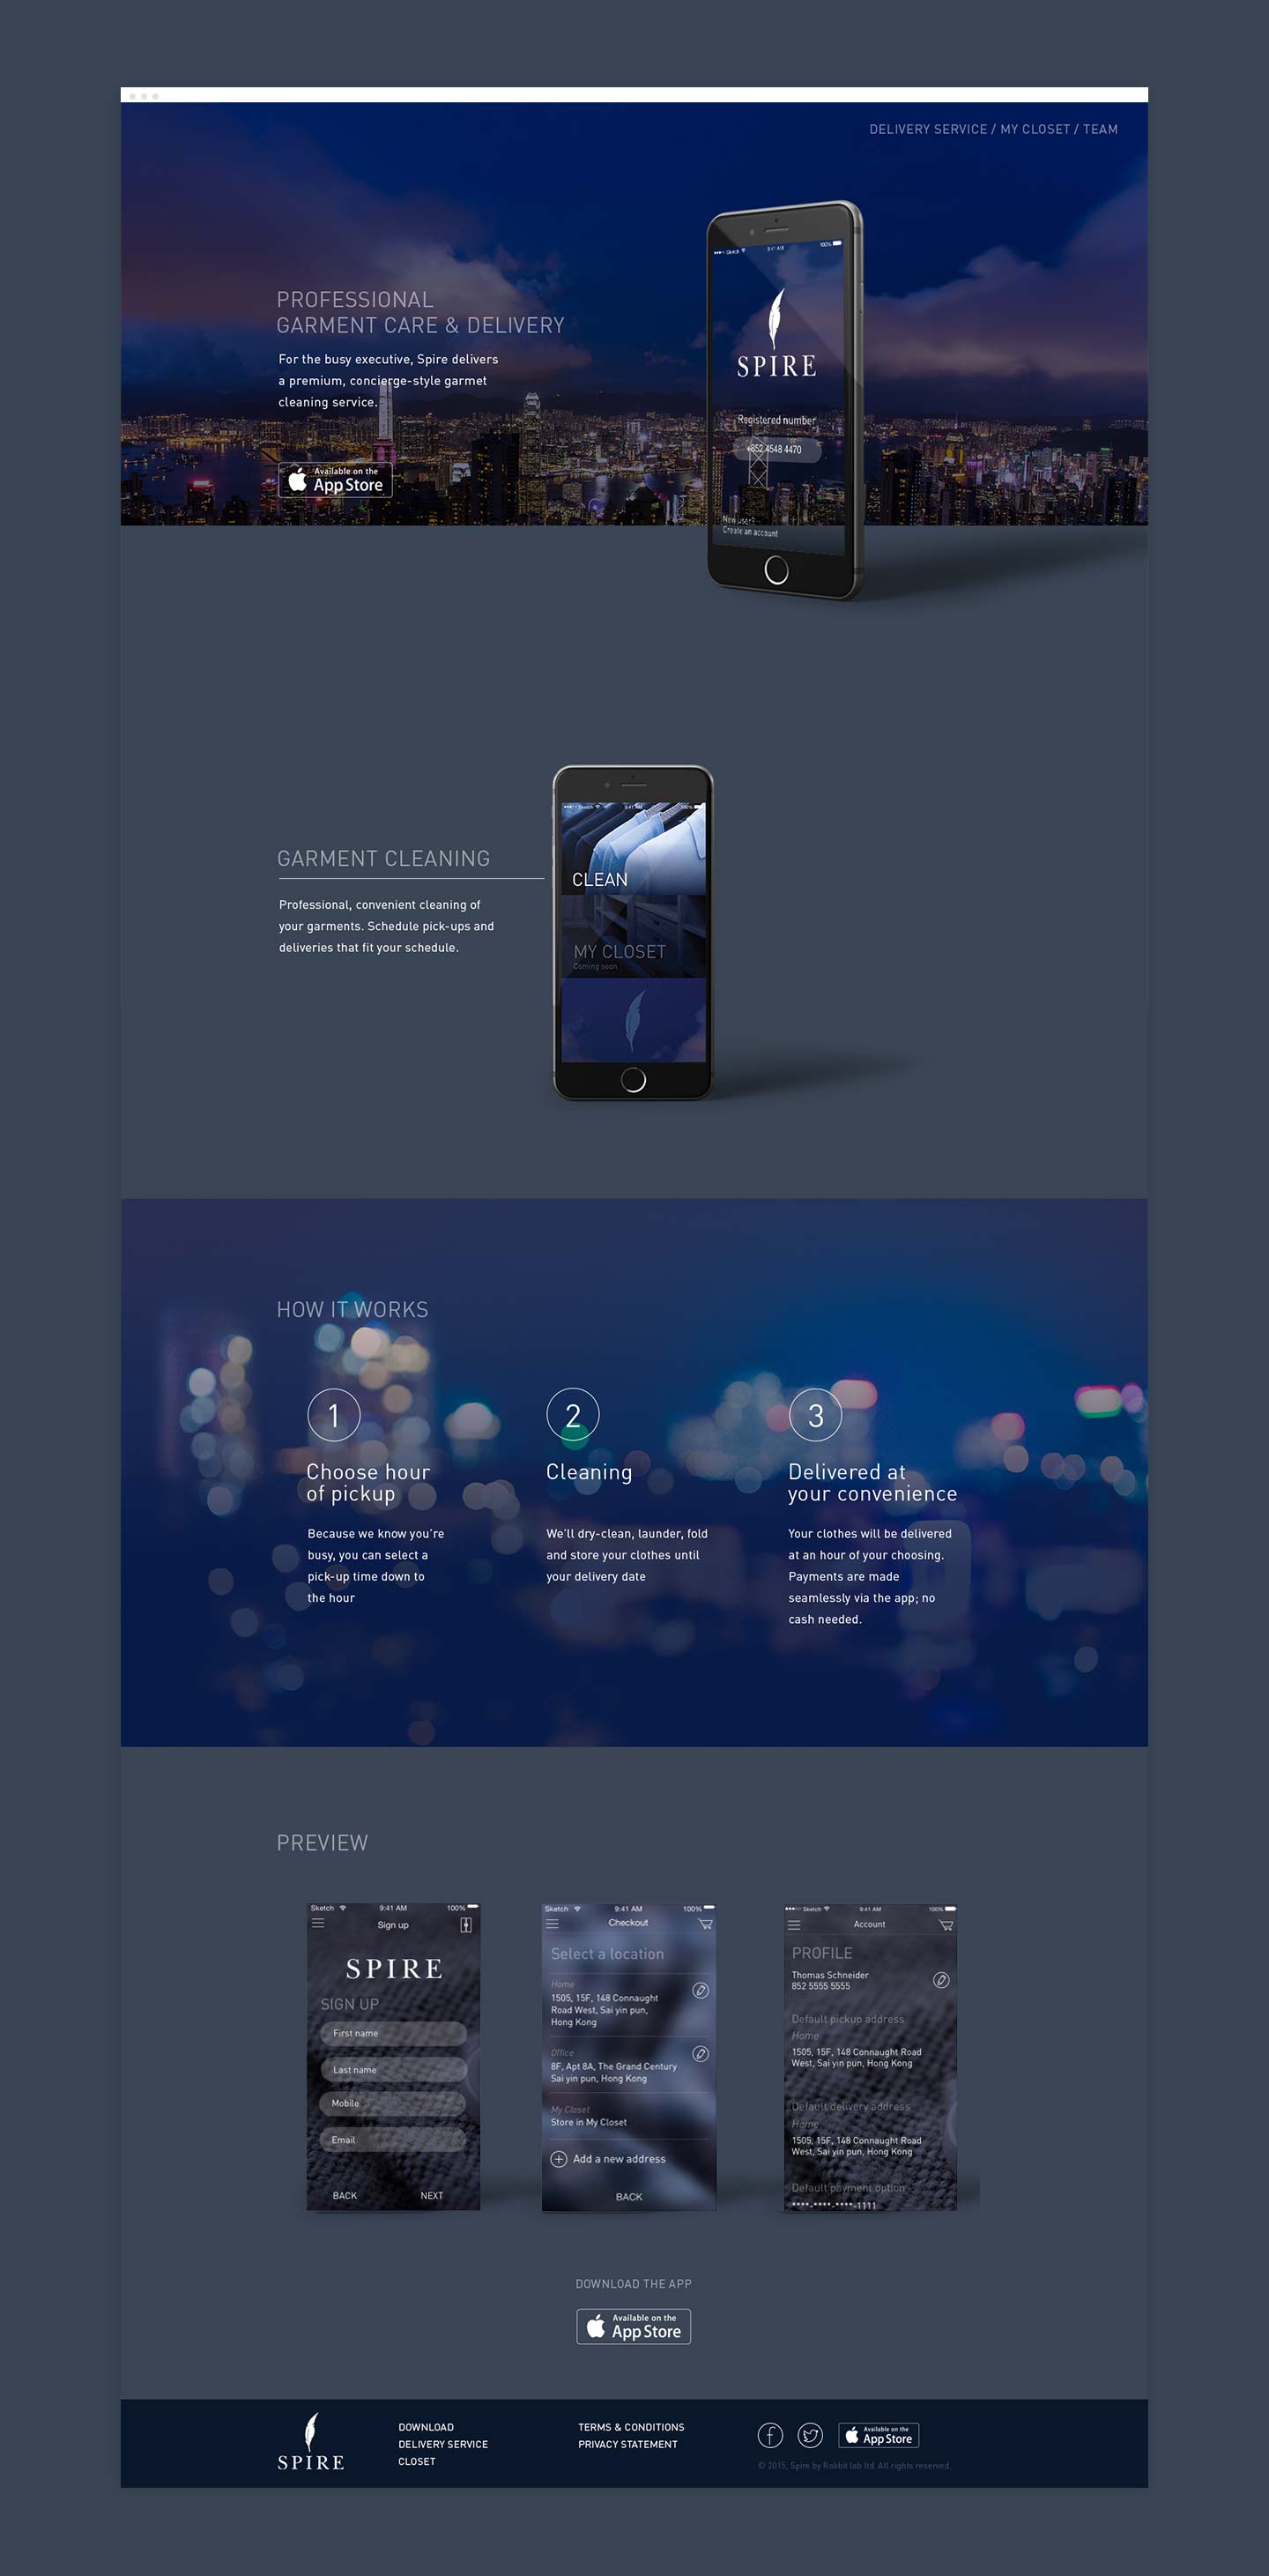 DELIVERY SERVICE / MY CLOSET / TEAM
PROFESSIONAL
GARMENT CARE & DELIVERY
For the busy executive, Spire delivers
a premium, concierge-style garmet
cleaning service.
Available on the
App Store
Sketch 9:41 AM 100%
SPIRE
Registered number
+852 4548 4470
New user?
Create an account
GARMENT CLEANING
Professional, convenient cleaning of
your garments. Schedule pick-ups and
deliveries that fit your schedule.
Sketch 9:41 AM 100%
CLEAN
MY CLOSET
Coming soon
HOW IT WORKS
1
Choose hour
of pickup
Because we know you're
busy, you can select a
pick-up time down to
the hour
2
Cleaning
We'll dry-clean, launder, fold
and store your clothes until
your delivery date
3
Delivered at
your convenience
Your clothes will be delivered
at an hour of your choosing.
Payments are made
seamlessly via the app; no
cash needed.
PREVIEW
Sketch 9:41 AM 100%
Sign up
SPIRE
SIGN UP
First name
Last name
Mobile
Email
BACK NEXT
Sketch 9:41 AM 100%
Checkout
Select a location
Home
1505, 15F, 148 Connaught
Road West, Sai yin pun,
Hong Kong
Office
8F, Apt 8A, The Grand Century
Sai yin pun, Hong Kong
My Closet
Store in My Closet
Add a new address
BACK
Sketch 9:41 AM 100%
Account
PROFILE
Thomas Schneider
852 5555 5555
Default pickup address
Home
1505, 15F, 148 Connaught Road
West, Sai yin pun, Hong Kong
Default delivery address
Home
1505, 15F, 148 Connaught Road
West, Sai yin pun, Hong Kong
Default payment option
****-****-****-1111
DOWNLOAD THE APP
Available on the
App Store
SPIRE
DOWNLOAD
DELIVERY SERVICE
CLOSET
TERMS & CONDITIONS
PRIVACY STATEMENT
Available on the
App Store
© 2015, Spire by Rabbit lab ltd. All rights reserved.